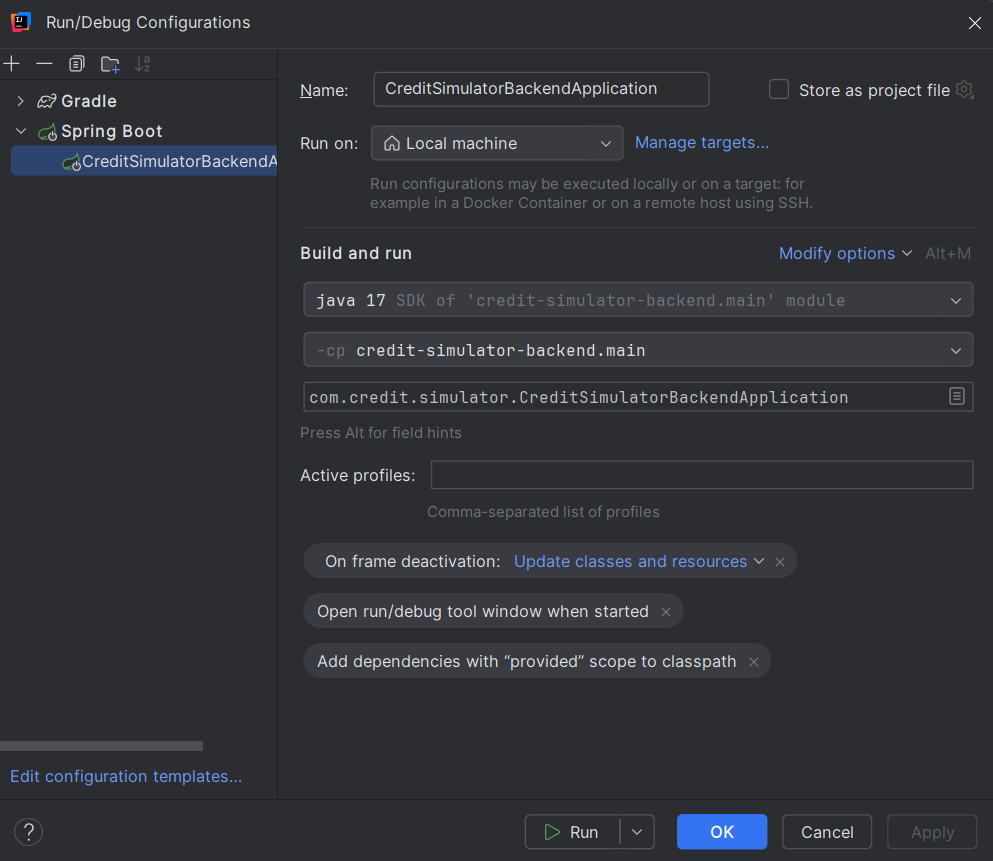 Run/Debug Configurations
Gradle
Spring Boot
CreditSimulatorBackendA
Edit configuration templates...
Name: CreditSimulatorBackendApplication Store as project file
Run on: Local machine Manage targets...
Run configurations may be executed locally or on a target: for
example in a Docker Container or on a remote host using SSH.
Build and run Modify options Alt+M
java 17 SDK of 'credit-simulator-backend.main' module
-cp credit-simulator-backend.main
com.credit.simulator.CreditSimulatorBackendApplication
Press Alt for field hints
Active profiles:
Comma-separated list of profiles
On frame deactivation: Update classes and resources
Open run/debug tool window when started
Add dependencies with “provided” scope to classpath
? Run OK Cancel Apply